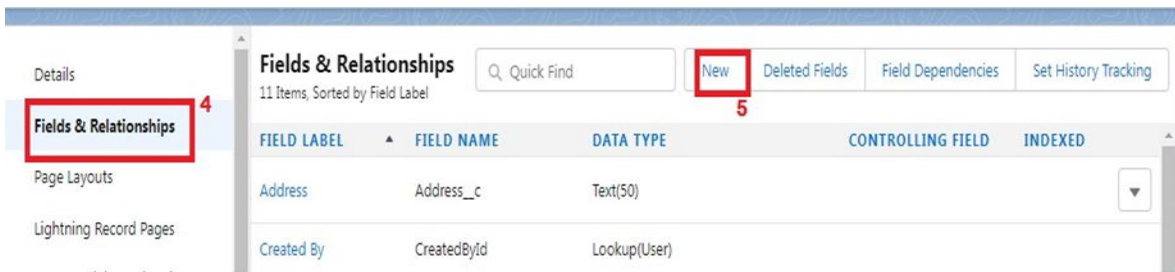 Details
Fields & Relationships
4
Page Layouts
Lightning Record Pages
Fields & Relationships
11 Items, Sorted by Field Label
Quick Find
New
Deleted Fields
Field Dependencies
Set History Tracking
5
FIELD LABEL FIELD NAME DATA TYPE CONTROLLING FIELD INDEXED
Address Address__c Text(50)
Created By CreatedById Lookup(User)